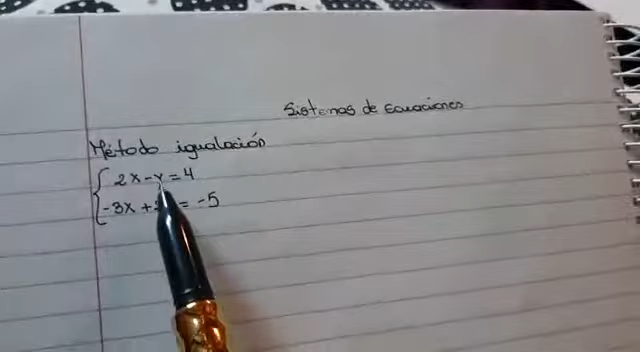 Sistemas de ecuaciones
Método igualación
2x-y=4
-3x+ = -5